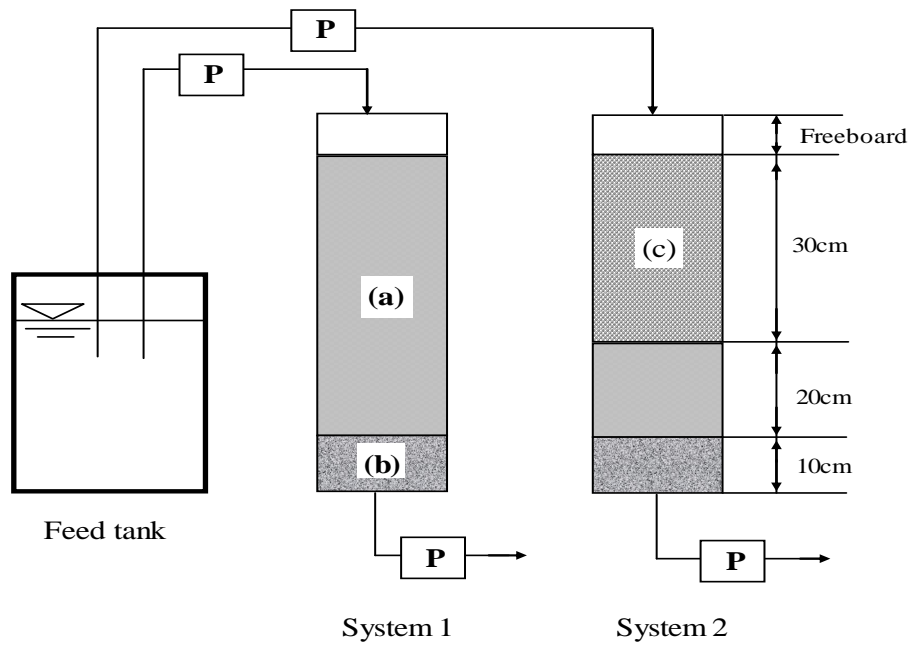 P
P
Freeboard
(c)
30cm
(a)
20cm
(b)
10cm
Feed tank
P
P
System 1
System 2